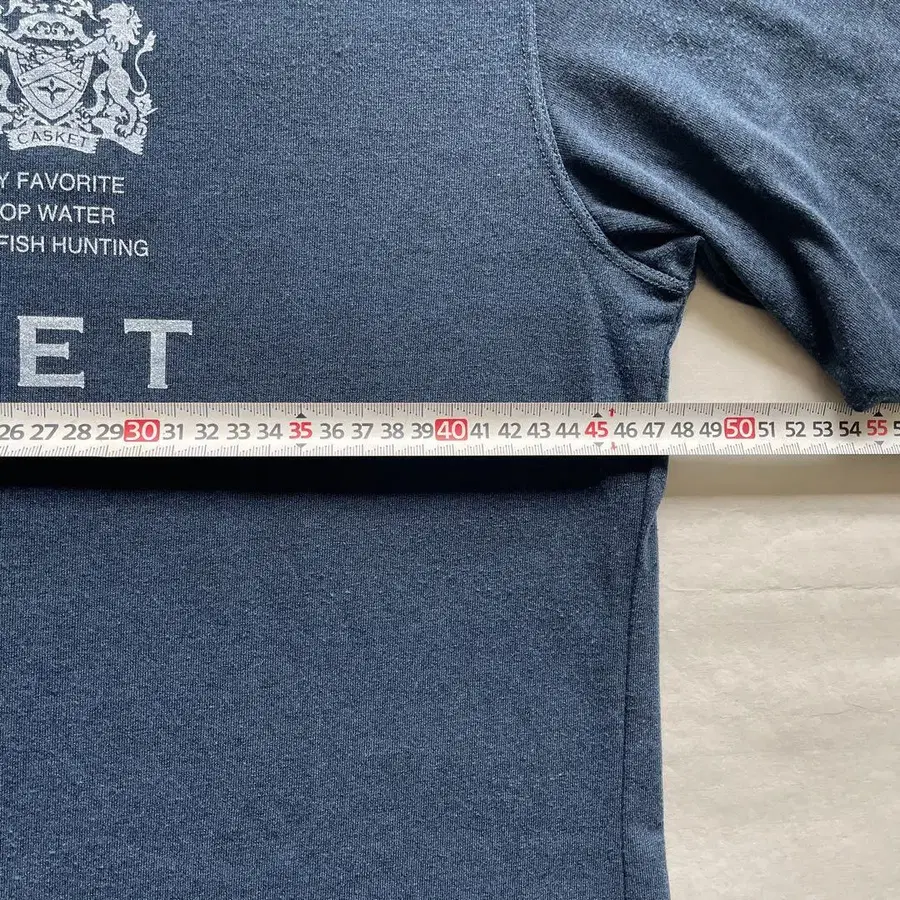 CASKET
Y FAVORITE
OP WATER
FISH HUNTING
ET
26 27 28 29 30 31 32 33 34 35 36 37 38 39 40 41 42 43 44 45 46 47 48 49 50 51 52 53 54 55